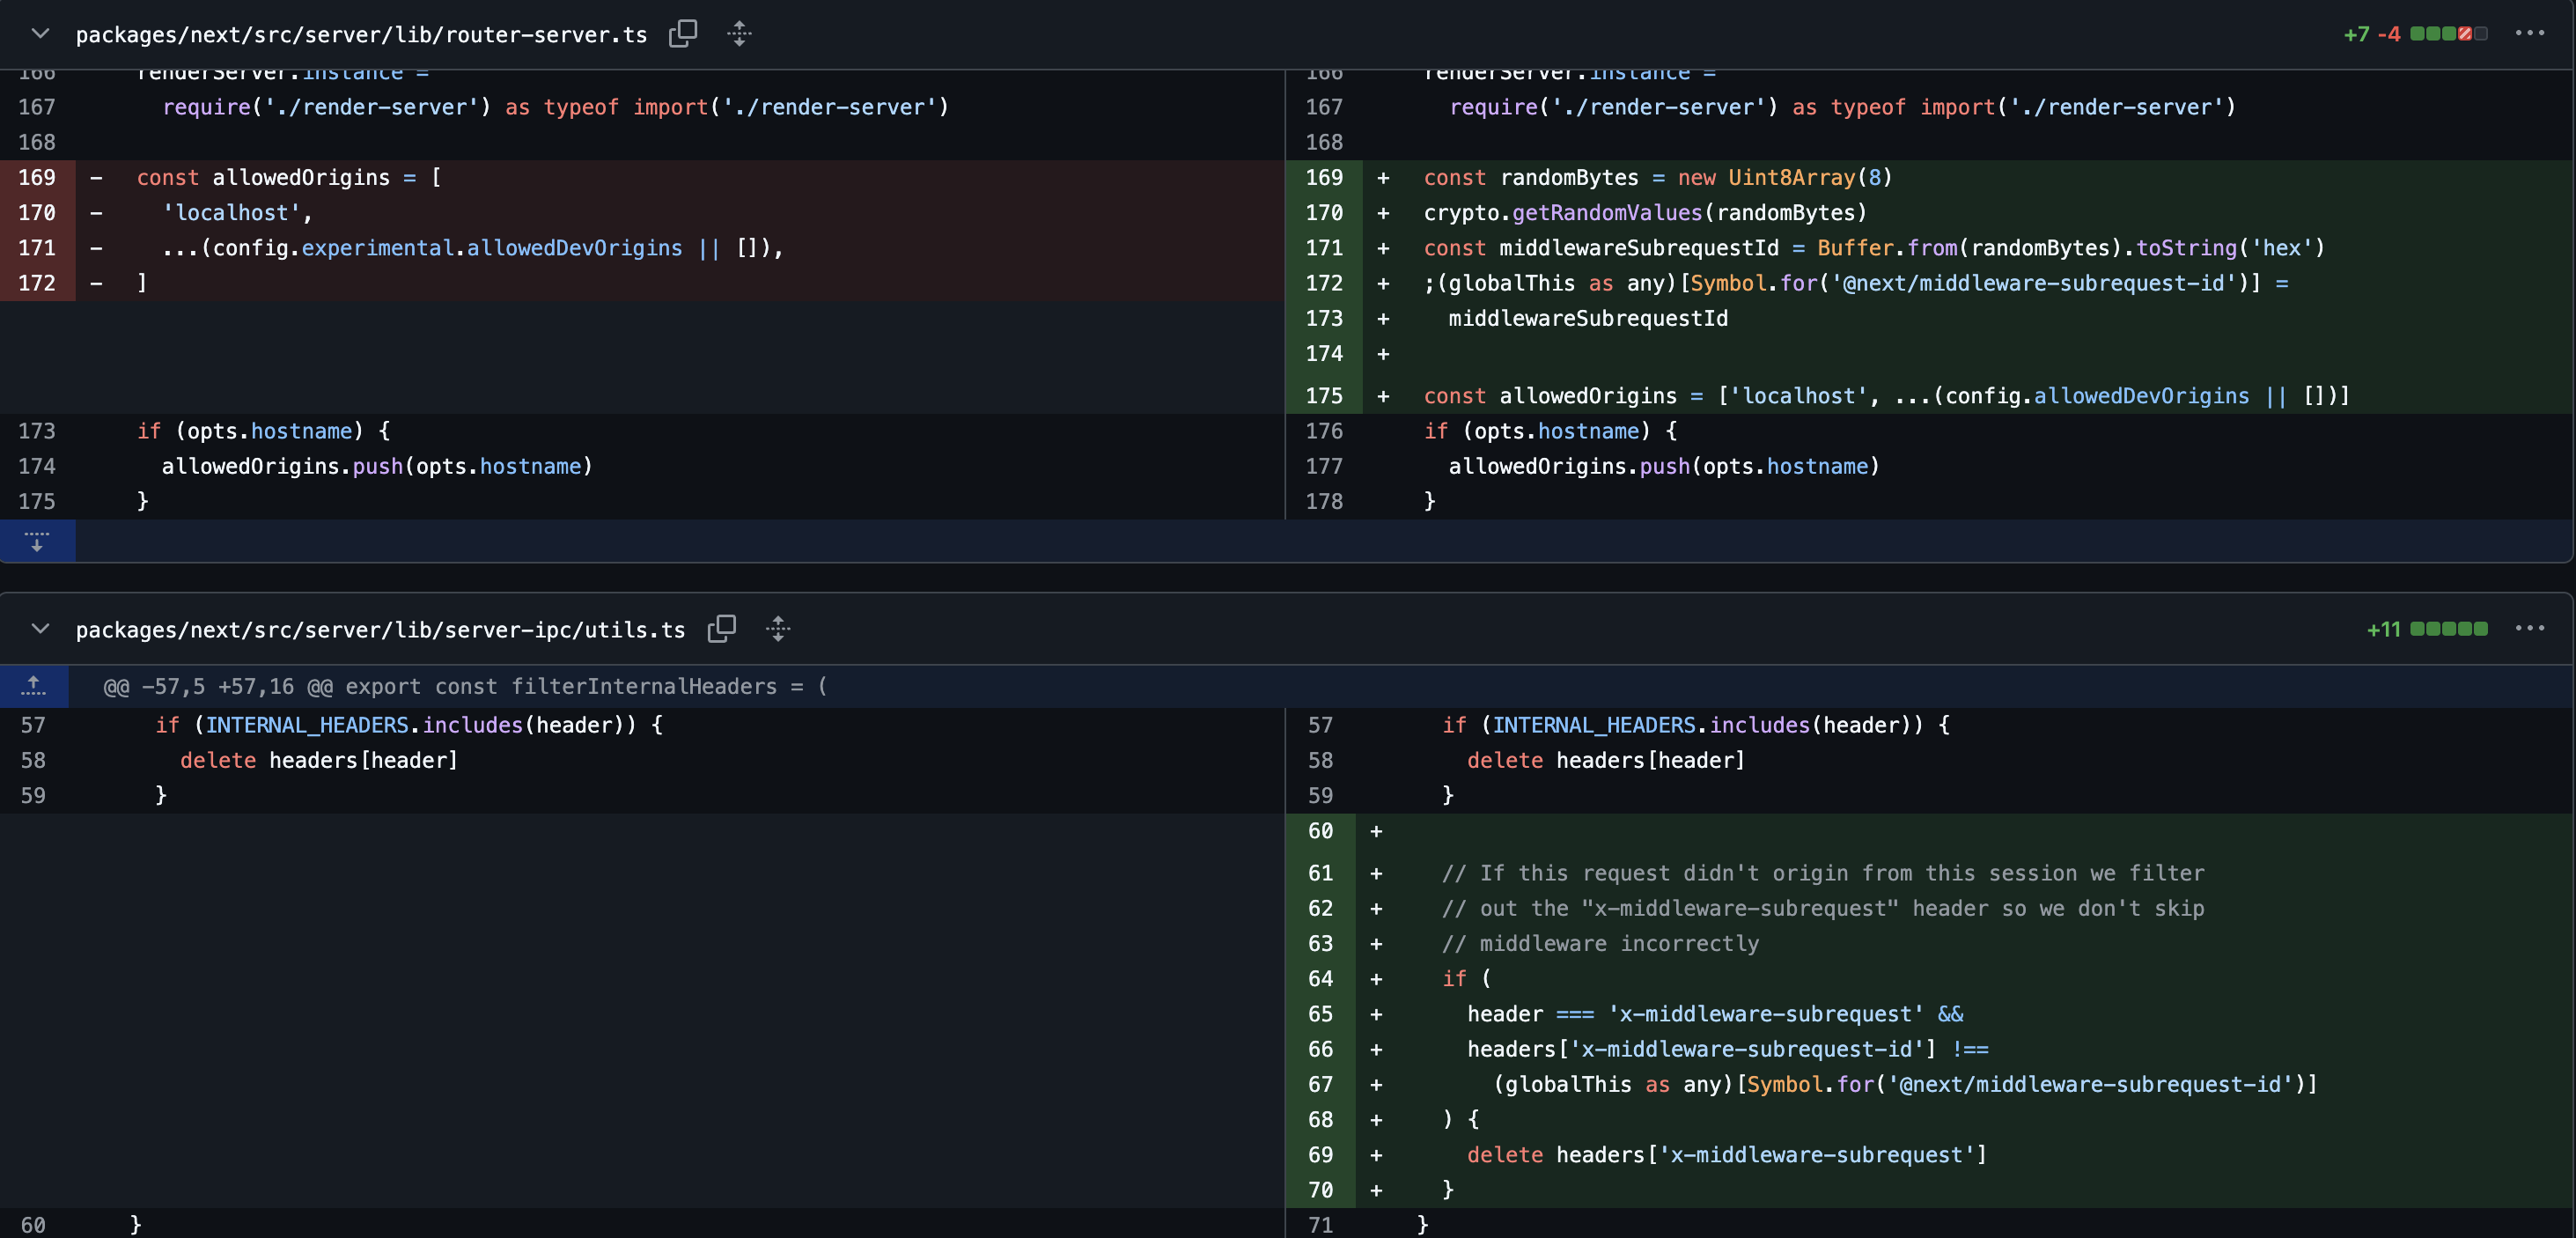 packages/next/src/server/lib/router-server.ts
+7 -4
166 renderServer.instance =
167 require('./render-server') as typeof import('./render-server')
168
169 - const allowedOrigins = [
170 - 'localhost',
171 - ...(config.experimental.allowedDevOrigins || []),
172 - ]
173 if (opts.hostname) {
174 allowedOrigins.push(opts.hostname)
175 }
166 renderServer.instance =
167 require('./render-server') as typeof import('./render-server')
168
169 + const randomBytes = new Uint8Array(8)
170 + crypto.getRandomValues(randomBytes)
171 + const middlewareSubrequestId = Buffer.from(randomBytes).toString('hex')
172 + ;(globalThis as any)[Symbol.for('@next/middleware-subrequest-id')] =
173 + middlewareSubrequestId
174 +
175 + const allowedOrigins = ['localhost', ...(config.allowedDevOrigins || [])]
176 if (opts.hostname) {
177 allowedOrigins.push(opts.hostname)
178 }
packages/next/src/server/lib/server-ipc/utils.ts
+11
@@ -57,5 +57,16 @@ export const filterInternalHeaders = (
57 if (INTERNAL_HEADERS.includes(header)) {
58 delete headers[header]
59 }
60 }
57 if (INTERNAL_HEADERS.includes(header)) {
58 delete headers[header]
59 }
60 +
61 + // If this request didn't origin from this session we filter
62 + // out the "x-middleware-subrequest" header so we don't skip
63 + // middleware incorrectly
64 + if (
65 + header === 'x-middleware-subrequest' &&
66 + headers['x-middleware-subrequest-id'] !==
67 + (globalThis as any)[Symbol.for('@next/middleware-subrequest-id')]
68 + ) {
69 + delete headers['x-middleware-subrequest']
70 + }
71 }